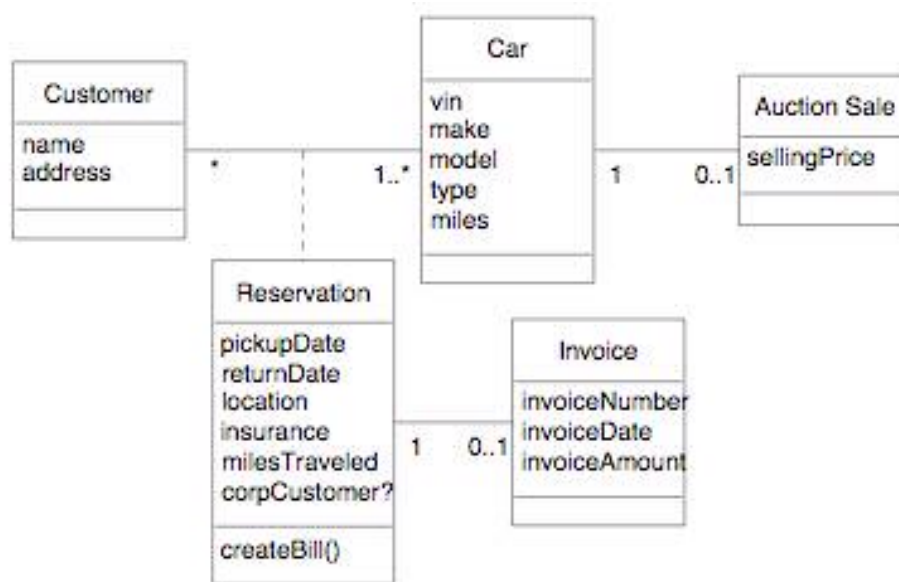 Customer
name
address
*
1..*
Car
vin
make
model
type
miles
1
0..1
Auction Sale
sellingPrice
Reservation
pickupDate
returnDate
location
insurance
milesTraveled
corpCustomer?
createBill()
1
0..1
Invoice
invoiceNumber
invoiceDate
invoiceAmount